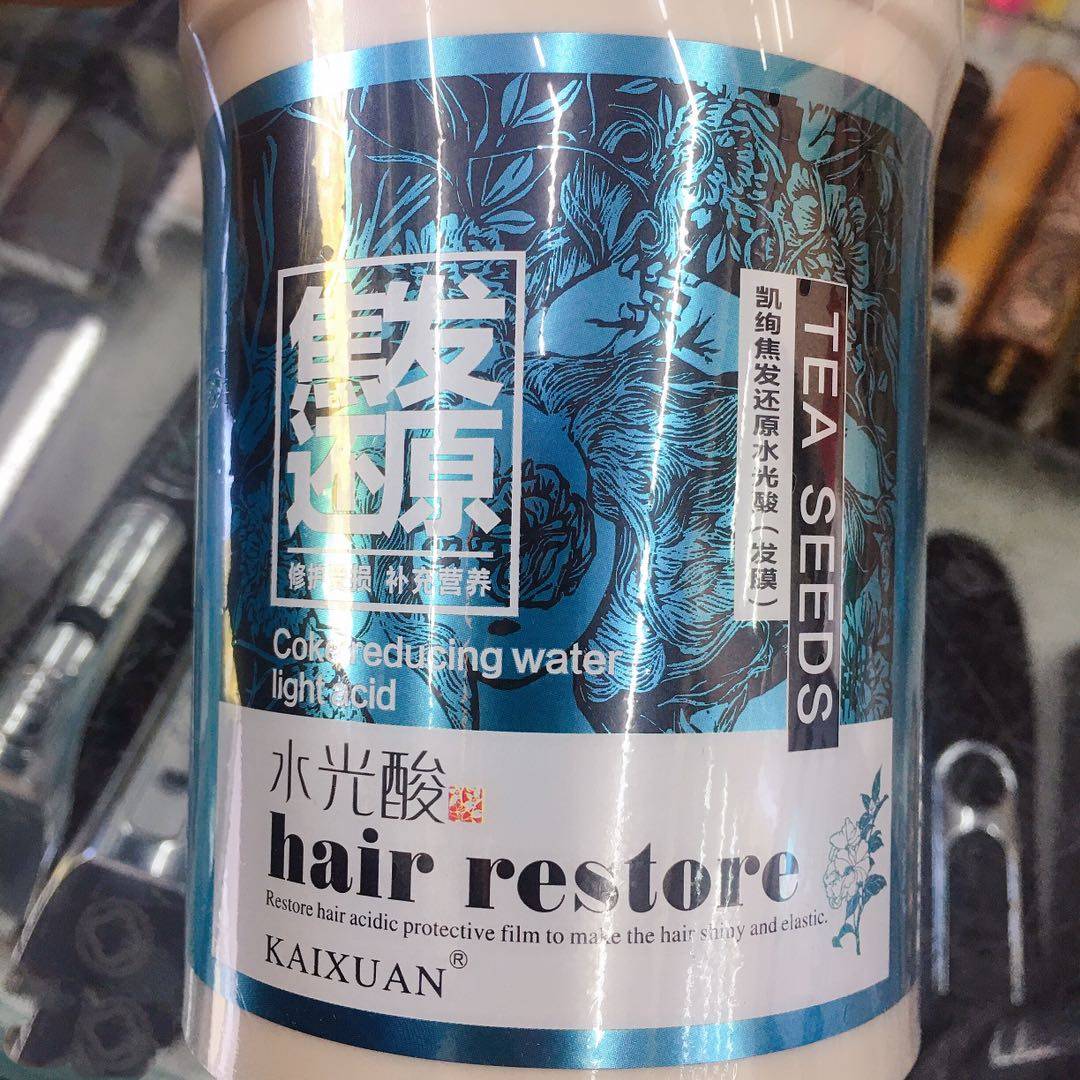 焦发
还原
修护受损 补充营养
Coke reducing water
light acid
凯绚焦发还原水光酸（发膜）
TEA SEEDS
水光酸
hair restore
Restore hair acidic protective film to make the hair shiny and elastic.
KAIXUAN®